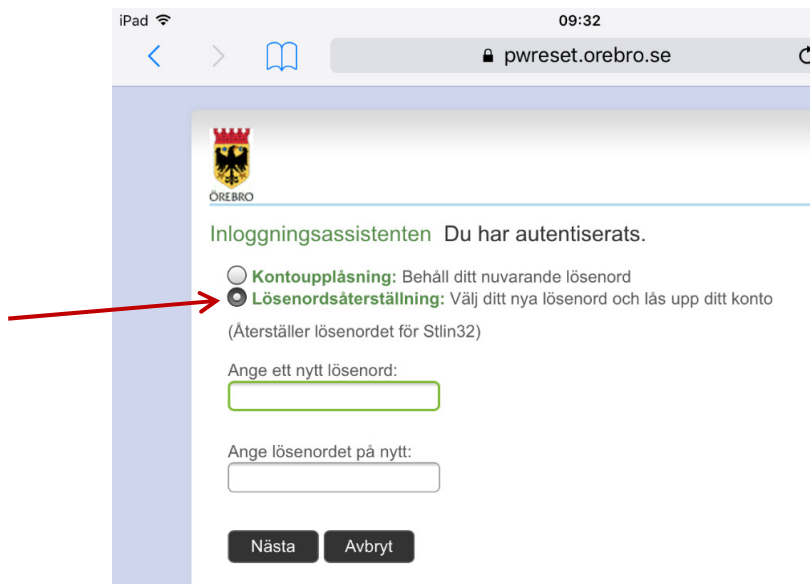 iPad 09:32
pwreset.orebro.se
ÖREBRO
Inloggningsassistenten Du har autentiserats.
Kontoupplåsning: Behåll ditt nuvarande lösenord
Lösenordsåterställning: Välj ditt nya lösenord och lås upp ditt konto
(Återställer lösenordet för Stlin32)
Ange ett nytt lösenord:
Ange lösenordet på nytt:
Nästa Avbryt